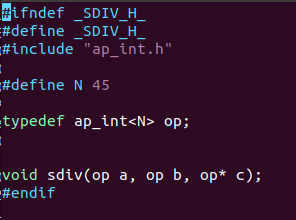 #ifndef _SDIV_H_
#define _SDIV_H_
#include "ap_int.h"
#define N 45
typedef ap_int<N> op;
void sdiv(op a, op b, op* c);
#endif